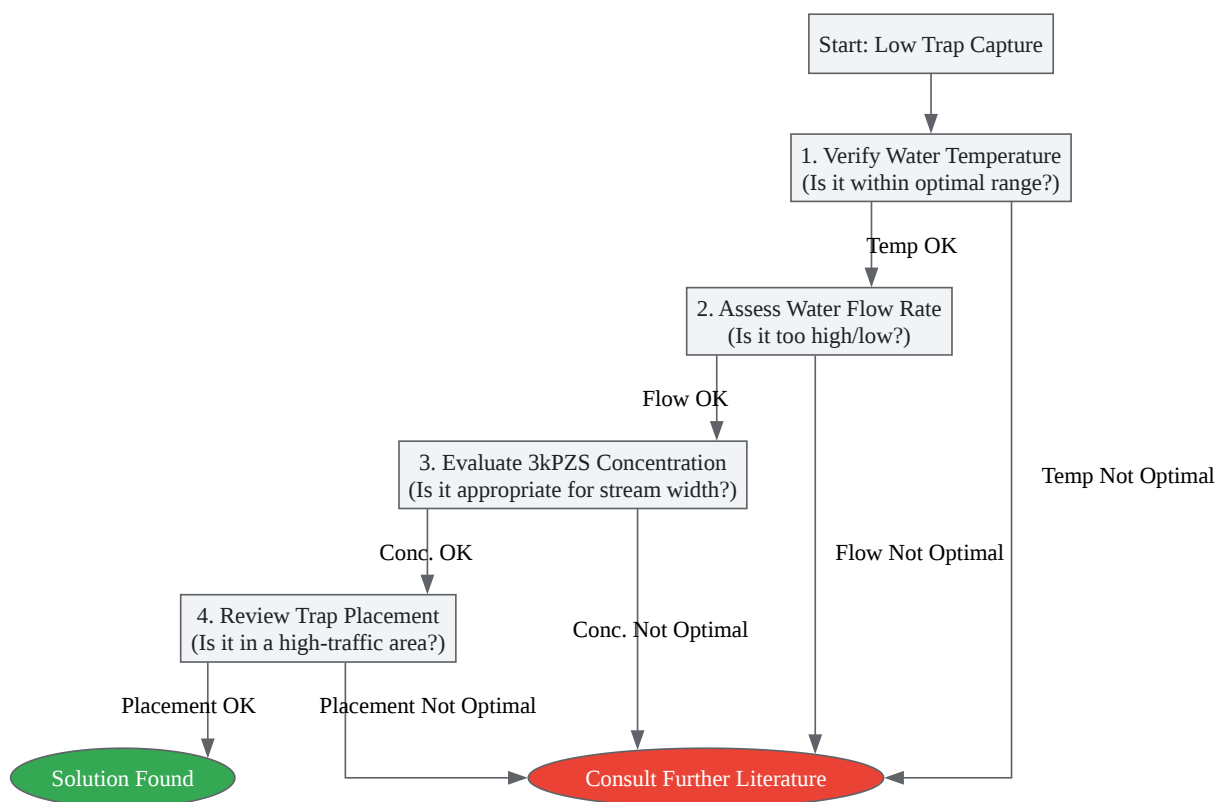 Start: Low Trap Capture
1. Verify Water Temperature
(Is it within optimal range?)
Temp OK
2. Assess Water Flow Rate
(Is it too high/low?)
Flow OK
3. Evaluate 3kPZS Concentration
(Is it appropriate for stream width?)
Temp Not Optimal
Conc. OK
Flow Not Optimal
4. Review Trap Placement
(Is it in a high-traffic area?)
Conc. Not Optimal
Placement OK
Placement Not Optimal
Solution Found
Consult Further Literature